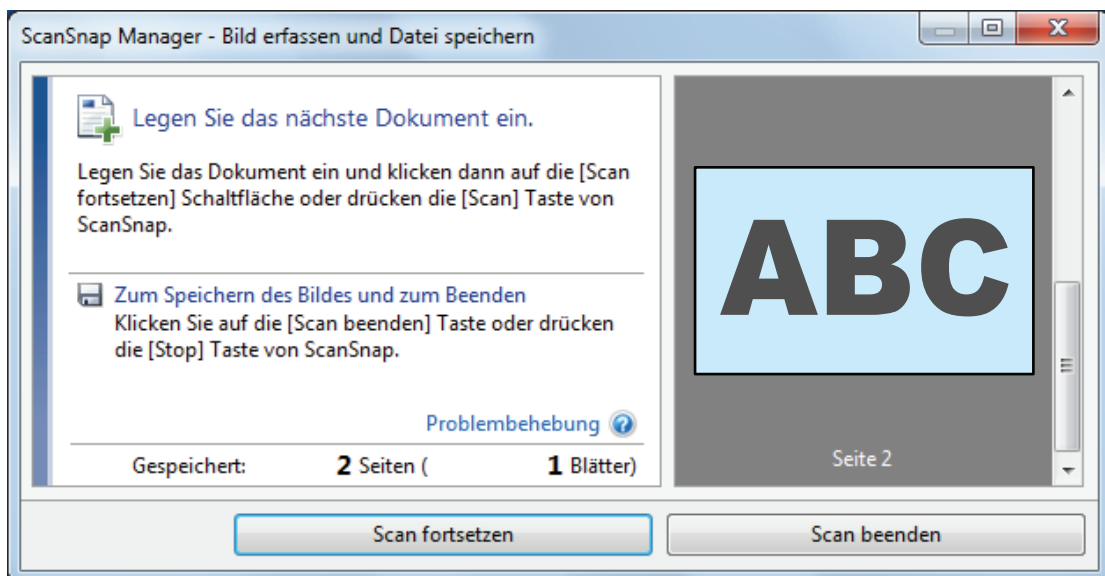 ScanSnap Manager - Bild erfassen und Datei speichern
Legen Sie das nächste Dokument ein.
Legen Sie das Dokument ein und klicken dann auf die [Scan
fortsetzen] Schaltfläche oder drücken die [Scan] Taste von
ScanSnap.
Zum Speichern des Bildes und zum Beenden
Klicken Sie auf die [Scan beenden] Taste oder drücken
die [Stop] Taste von ScanSnap.
Problembehebung ?
Gespeichert: 2 Seiten ( 1 Blätter)
ABC
Seite 2
Scan fortsetzen
Scan beenden